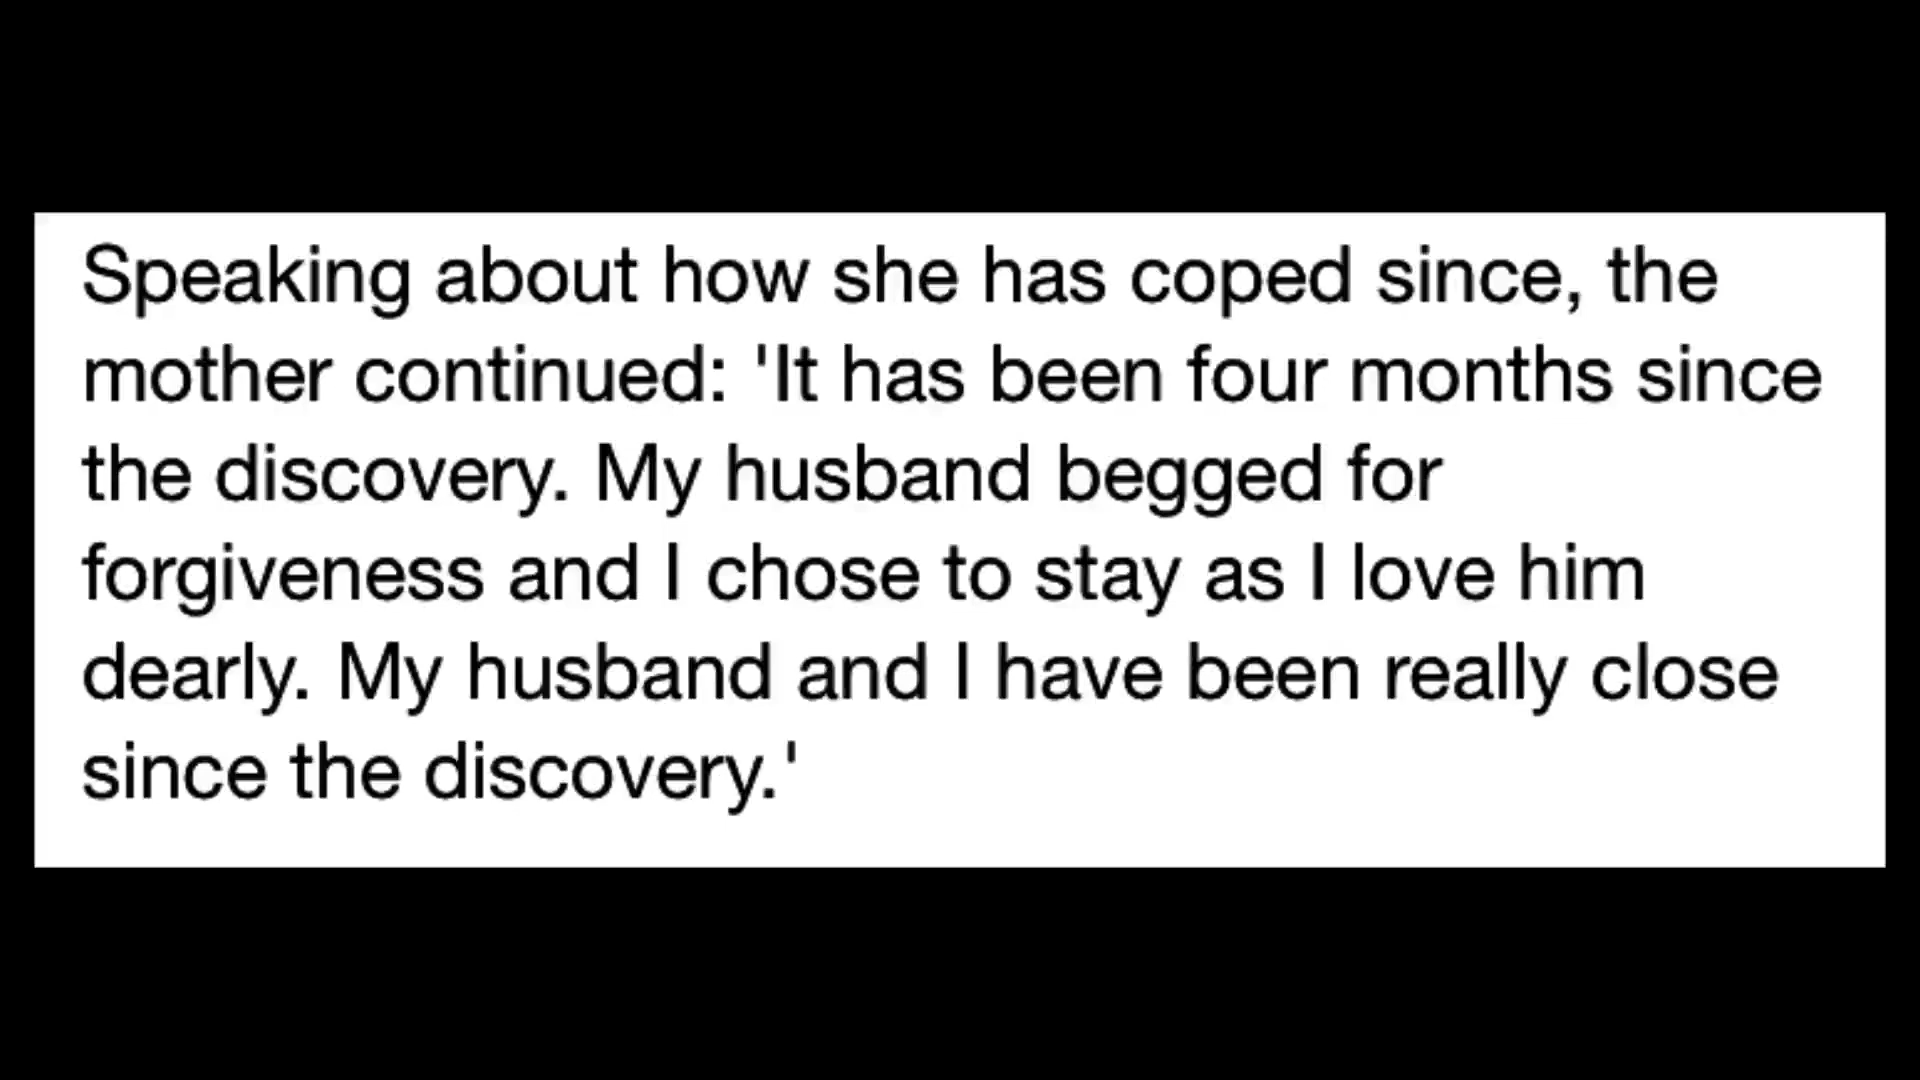 Speaking about how she has coped since, the
mother continued: 'It has been four months since
the discovery. My husband begged for
forgiveness and I chose to stay as I love him
dearly. My husband and I have been really close
since the discovery.'